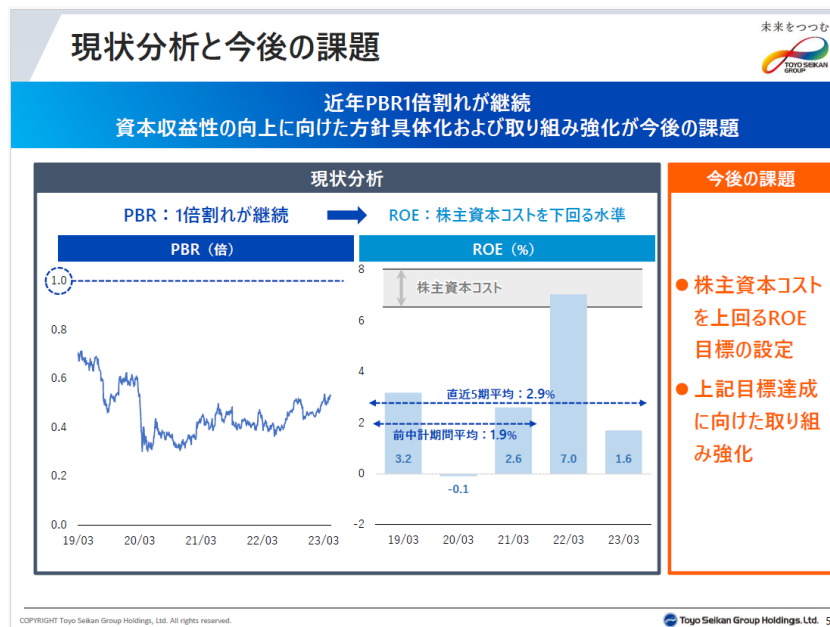 現状分析と今後の課題
未来をつつむ
TOYO SEIKAN
GROUP
近年PBR1倍割れが継続
資本収益性の向上に向けた方針具体化および取り組み強化が今後の課題
現状分析
PBR：1倍割れが継続
ROE：株主資本コストを下回る水準
PBR（倍）
1.0
0.8
0.6
0.4
0.2
0.0
19/03 20/03 21/03 22/03 23/03
ROE（%）
8
6
4
2
0
-2
株主資本コスト
直近5期平均：2.9%
前中計期間平均：1.9%
3.2 -0.1 2.6 7.0 1.6
19/03 20/03 21/03 22/03 23/03
今後の課題
● 株主資本コスト
を上回るROE
目標の設定
● 上記目標達成
に向けた取り組
み強化
COPYRIGHT Toyo Seikan Group Holdings, Ltd. All rights reserved.
Toyo Seikan Group Holdings. Ltd. 5